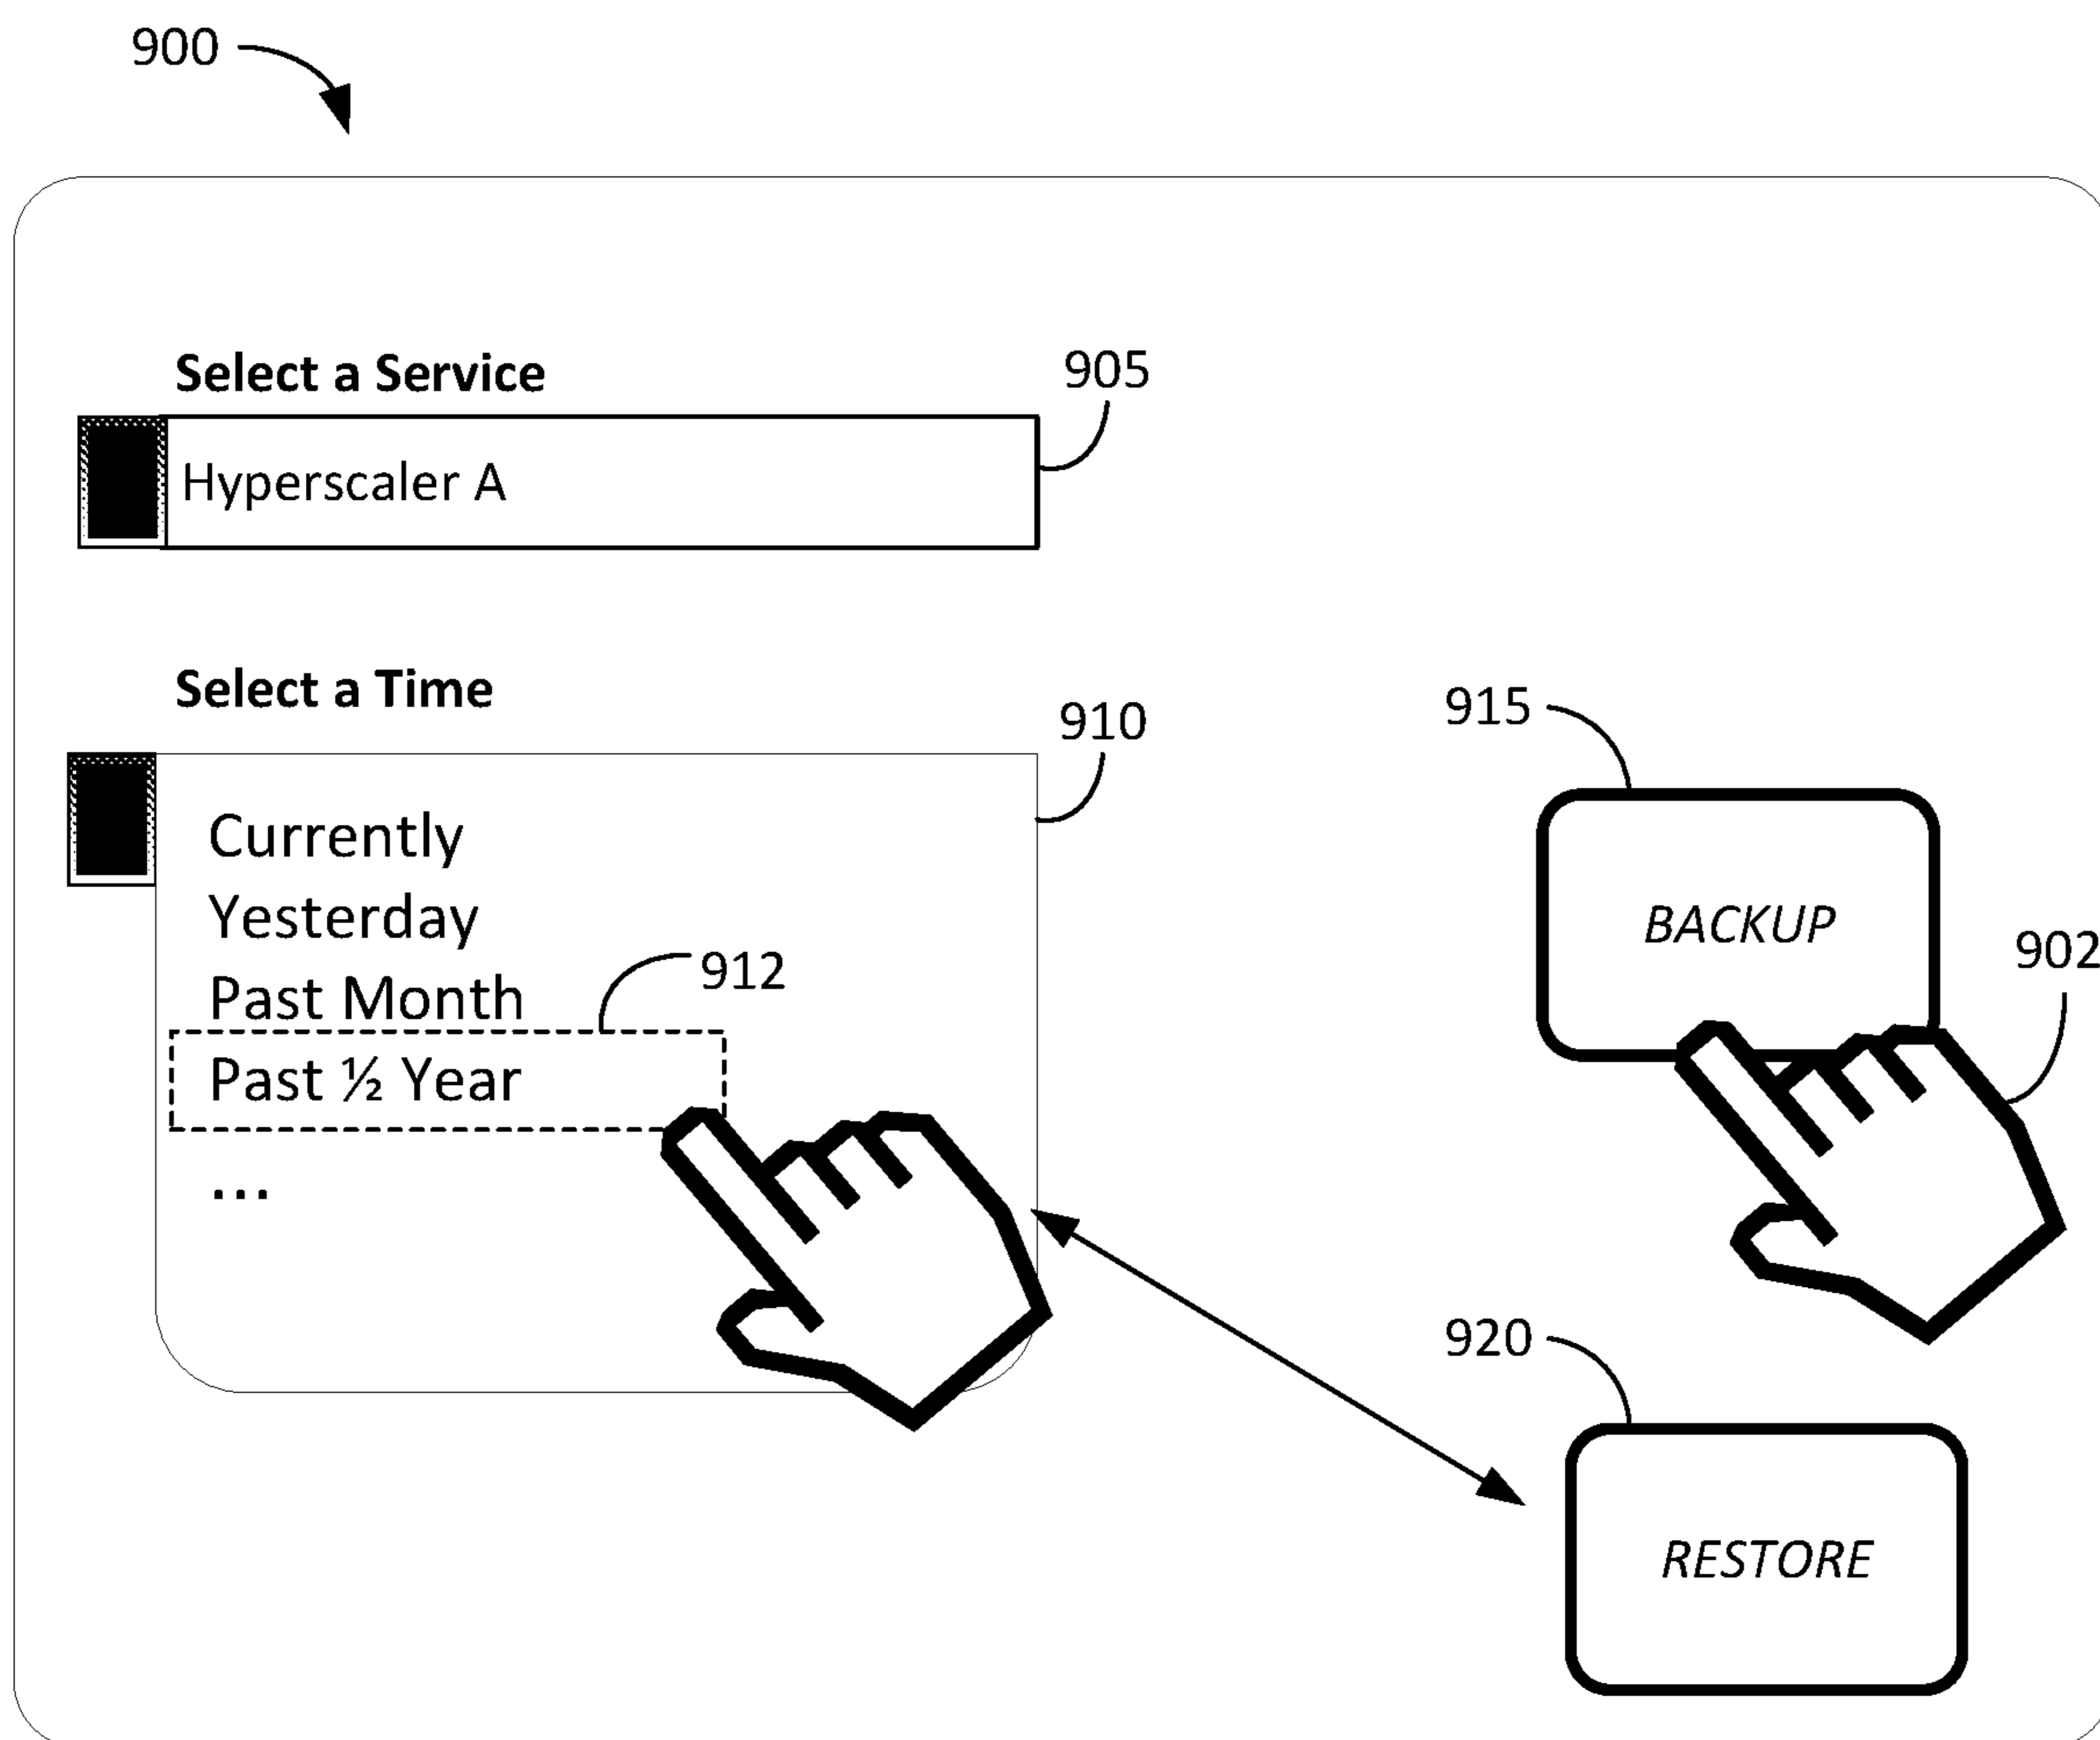 900
Select a Service
905
Hyperscaler A
Select a Time
910
Currently
Yesterday
912
Past Month
Past ½ Year
...
915
BACKUP
902
920
RESTORE